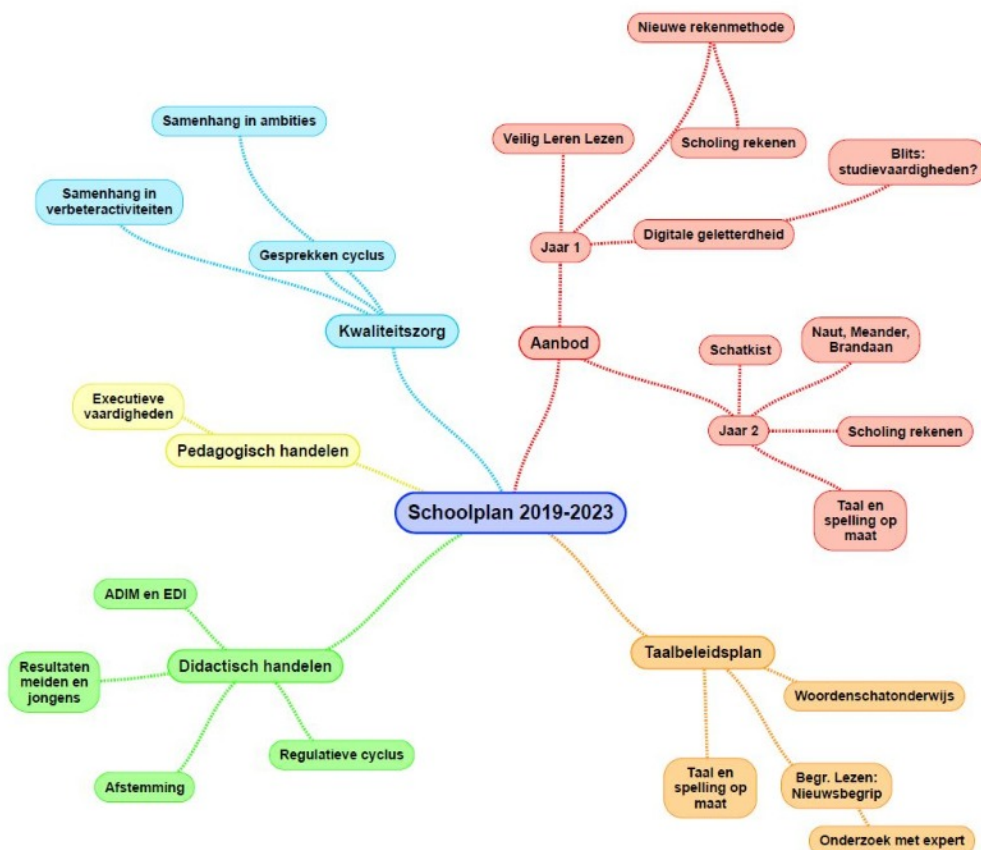 Nieuwe rekenmethode
Samenhang in ambities
Veilig Leren Lezen
Scholing rekenen
Blits:
studievaardigheden?
Samenhang in
verbeteractiviteiten
Gesprekken cyclus
Jaar 1
Digitale geletterdheid
Kwaliteitszorg
Aanbod
Schatkist
Naut, Meander,
Brandaan
Executieve
vaardigheden
Pedagogisch handelen
Jaar 2
Scholing rekenen
Schoolplan 2019-2023
Taal en
spelling op
maat
ADIM en EDI
Resultaten
meiden en
jongens
Didactisch handelen
Taalbeleidsplan
Woordenschatonderwijs
Regulatieve cyclus
Afstemming
Taal en
spelling op
maat
Begr. Lezen:
Nieuwsbegrip
Onderzoek met expert